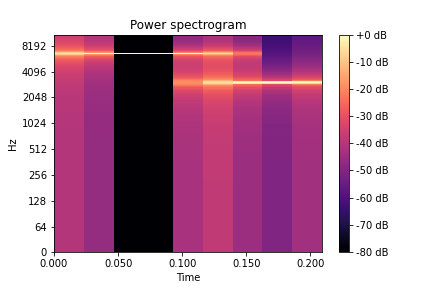 Power spectrogram
8192
4096
2048
1024
512
256
128
64
0
Hz
0.000 0.050 0.100 0.150 0.200
Time
+0 dB
-10 dB
-20 dB
-30 dB
-40 dB
-50 dB
-60 dB
-70 dB
-80 dB